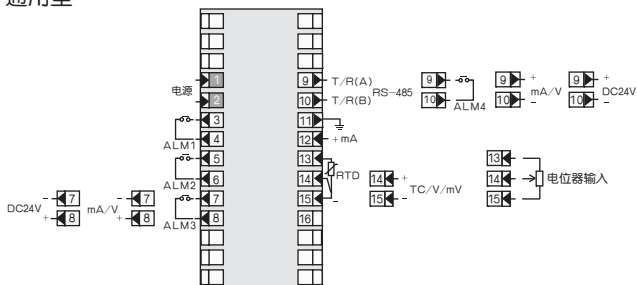 通用型
电源
1
2
3
4
ALM1
5
6
ALM2
7
8
ALM3
DC24V
- 7
+ 8
mA/V
- 7
+ 8
9 T/R(A)
10 T/R(B)
RS-485
11
12 + mA
13
14 RTD
15 -
16
9
10
ALM4
9 +
10 -
mA/V
9 +
10 -
DC24V
14 +
15 -
TC/V/mV
13
14 电位器输入
15